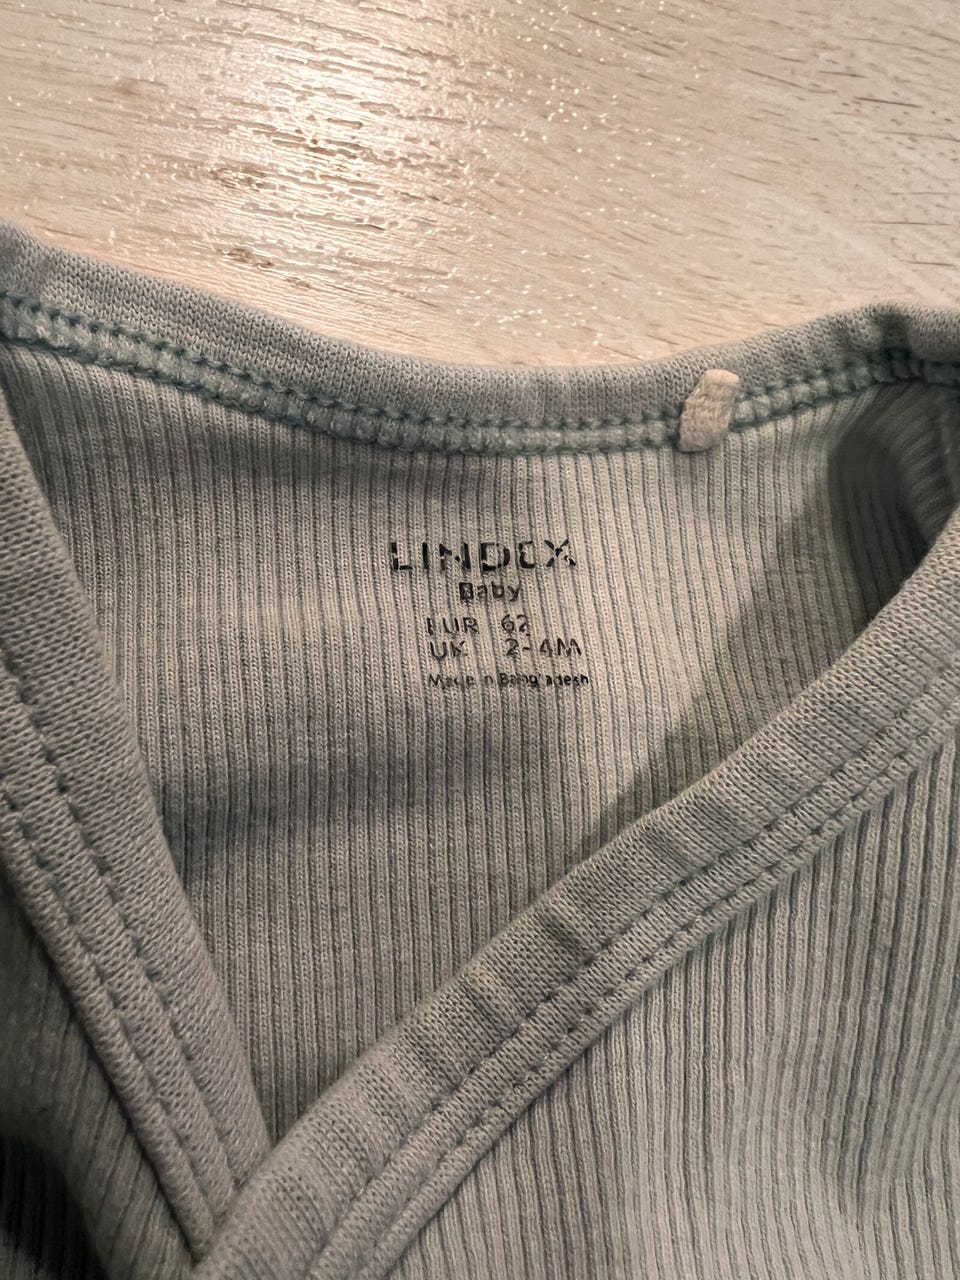 LINDEX
Baby
EUR 62
UK 2-4M
Made in Bangladesh